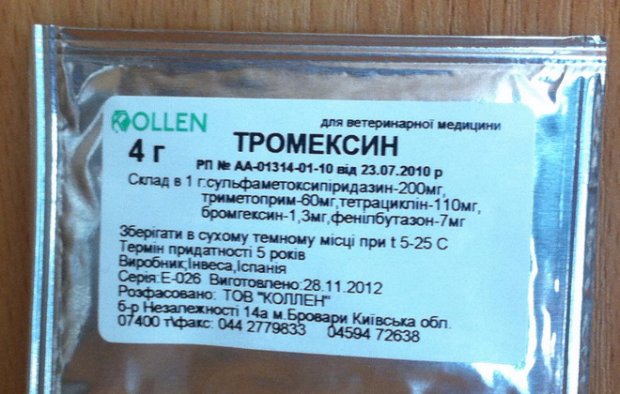 KOLLEN
для ветеринарної медицини
4 г
ТРОМЕКСИН
РП № АА-01314-01-10 від 23.07.2010 р
Склад в 1 г:сульфаметоксипіридазин-200мг,
триметоприм-60мг,тетрациклін-110мг,
бромгексин-1,3мг,фенілбутазон-7мг
Зберігати в сухому темному місці при t 5-25 С
Термін придатності 5 років
Виробник;Інвеса,Іспанія
Серія:Е-026 Виготовлено:28.11.2012
Розфасовано: ТОВ "КОЛЛЕН"
б-р Незалежності 14а м.Бровари Київська обл.
07400 т\факс: 044 2779833 04594 72638